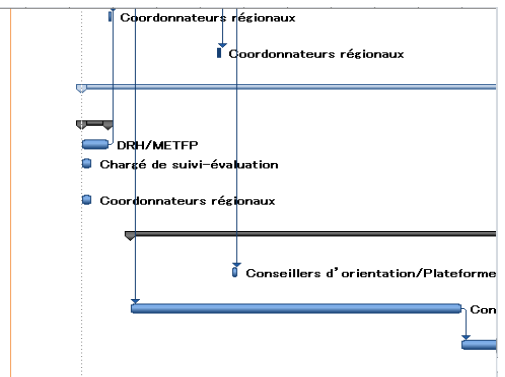 Coordonnateurs régionaux
Coordonnateurs régionaux
DRH/METFP
Chargé de suivi-évaluation
Coordonnateurs régionaux
Conseillers d'orientation/Plateforme
Con